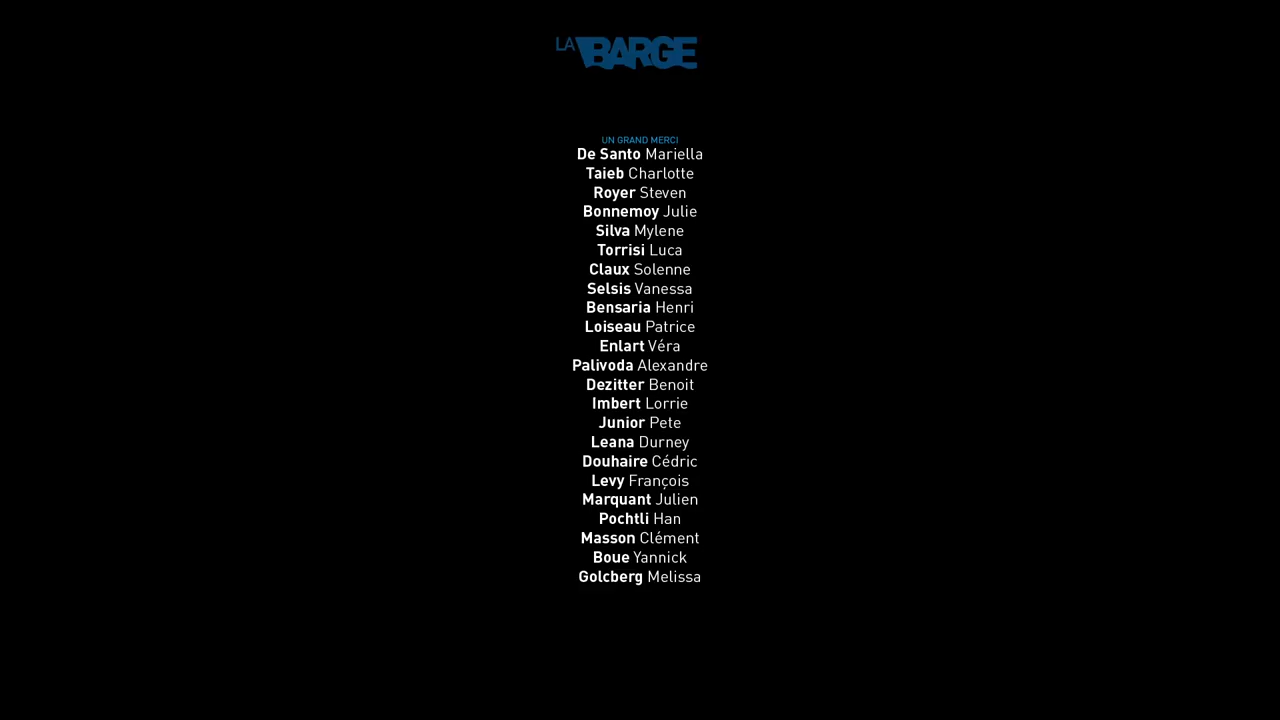 LA BARGE
UN GRAND MERCI
De Santo Mariella
Taieb Charlotte
Royer Steven
Bonnemoy Julie
Silva Mylene
Torrisi Luca
Claux Solenne
Selsis Vanessa
Bensaria Henri
Loiseau Patrice
Enlart Véra
Palivoda Alexandre
Dezitter Benoit
Imbert Lorrie
Junior Pete
Leana Durney
Douhaire Cédric
Levy François
Marquant Julien
Pochtli Han
Masson Clément
Boue Yannick
Golcberg Melissa